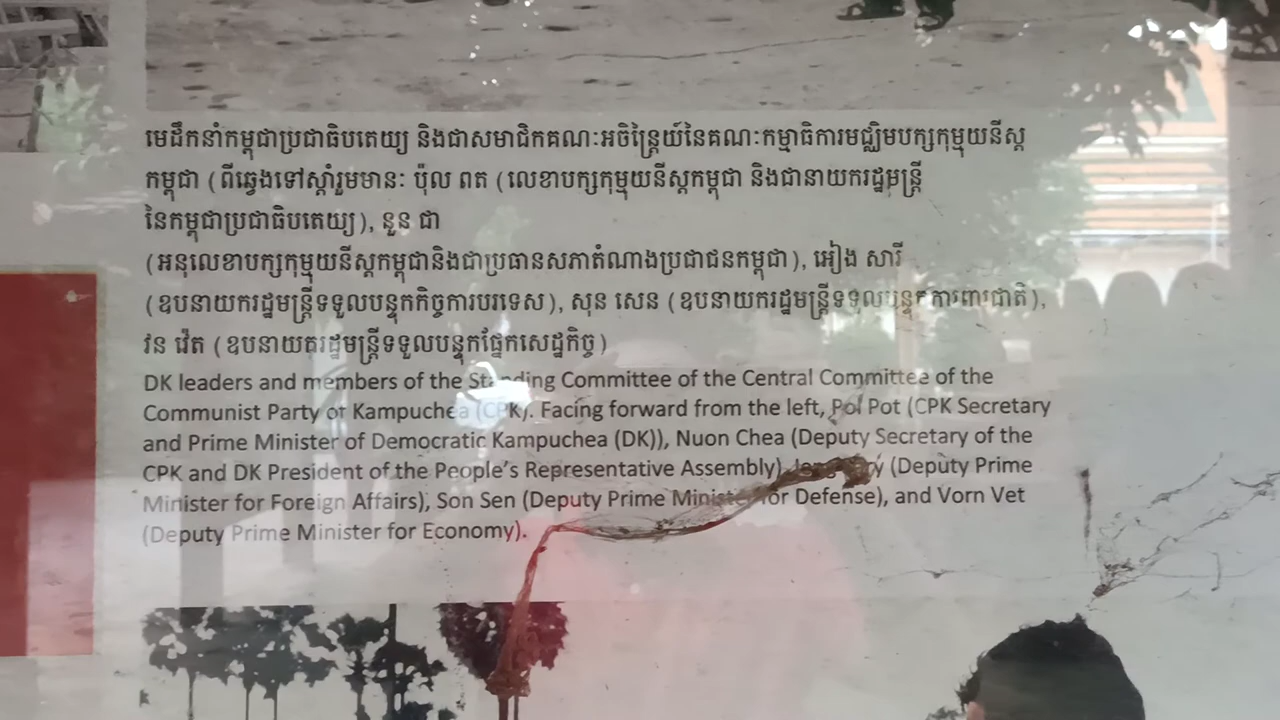 មេដឹកនាំកម្ពុជាប្រជាធិបតេយ្យ និងជាសមាជិកគណៈអចិន្ត្រៃយ៍នៃគណៈកម្មាធិការមជ្ឈិមបក្សកុម្មុយនីស្ត
កម្ពុជា (ពីឆ្វេងទៅស្តាំរួមមានៈ ប៉ុល ពត (លេខាបក្សកុម្មុយនីស្តកម្ពុជា និងជានាយករដ្ឋមន្ត្រី
នៃកម្ពុជាប្រជាធិបតេយ្យ), នួន ជា
(អនុលេខាបក្សកុម្មុយនីស្តកម្ពុជានិងជាប្រធានសភាតំណាងប្រជាជនកម្ពុជា), អៀង សារី
(ឧបនាយករដ្ឋមន្ត្រីទទួលបន្ទុកកិច្ចការបរទេស), សុន សេន (ឧបនាយករដ្ឋមន្ត្រីទទួលបន្ទុកការពារជាតិ),
វន វ៉េត (ឧបនាយករដ្ឋមន្ត្រីទទួលបន្ទុកផ្នែកសេដ្ឋកិច្ច)
DK leaders and members of the Standing Committee of the Central Committee of the
Communist Party of Kampuchea (CPK). Facing forward from the left, Pol Pot (CPK Secretary
and Prime Minister of Democratic Kampuchea (DK)), Nuon Chea (Deputy Secretary of the
CPK and DK President of the People's Representative Assembly), (Deputy Prime
Minister for Foreign Affairs), Son Sen (Deputy Prime Minister for Defense), and Vorn Vet
(Deputy Prime Minister for Economy).